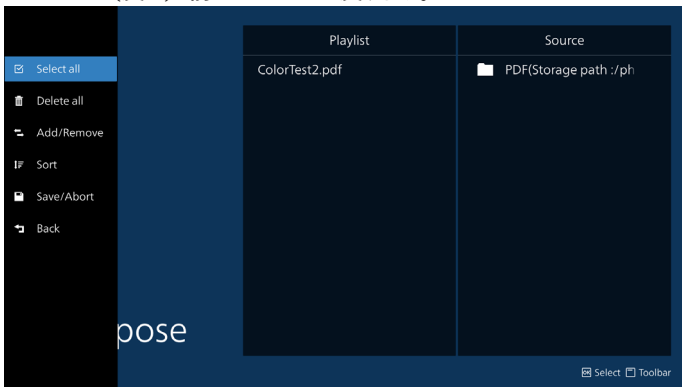 Select all
Delete all
Add/Remove
Sort
Save/Abort
Back
pose
Playlist
ColorTest2.pdf
Source
PDF(Storage path :/ph
OK Select Toolbar